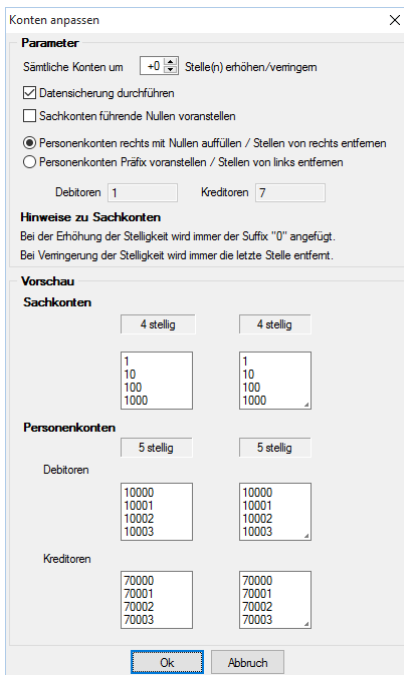 Konten anpassen
Parameter
Sämtliche Konten um +0 Stelle(n) erhöhen/verringern
Datensicherung durchführen
Sachkonten führende Nullen voranstellen
Personenkonten rechts mit Nullen auffüllen / Stellen von rechts entfernen
Personenkonten Präfix voranstellen / Stellen von links entfernen
Debitoren 1 Kreditoren 7
Hinweise zu Sachkonten
Bei der Erhöhung der Stelligkeit wird immer der Suffix "0" angefügt.
Bei Verringerung der Stelligkeit wird immer die letzte Stelle entfernt.
Vorschau
Sachkonten
4 stellig 4 stellig
1 1
10 10
100 100
1000 1000
Personenkonten
5 stellig 5 stellig
Debitoren
10000 10000
10001 10001
10002 10002
10003 10003
Kreditoren
70000 70000
70001 70001
70002 70002
70003 70003
Ok Abbruch